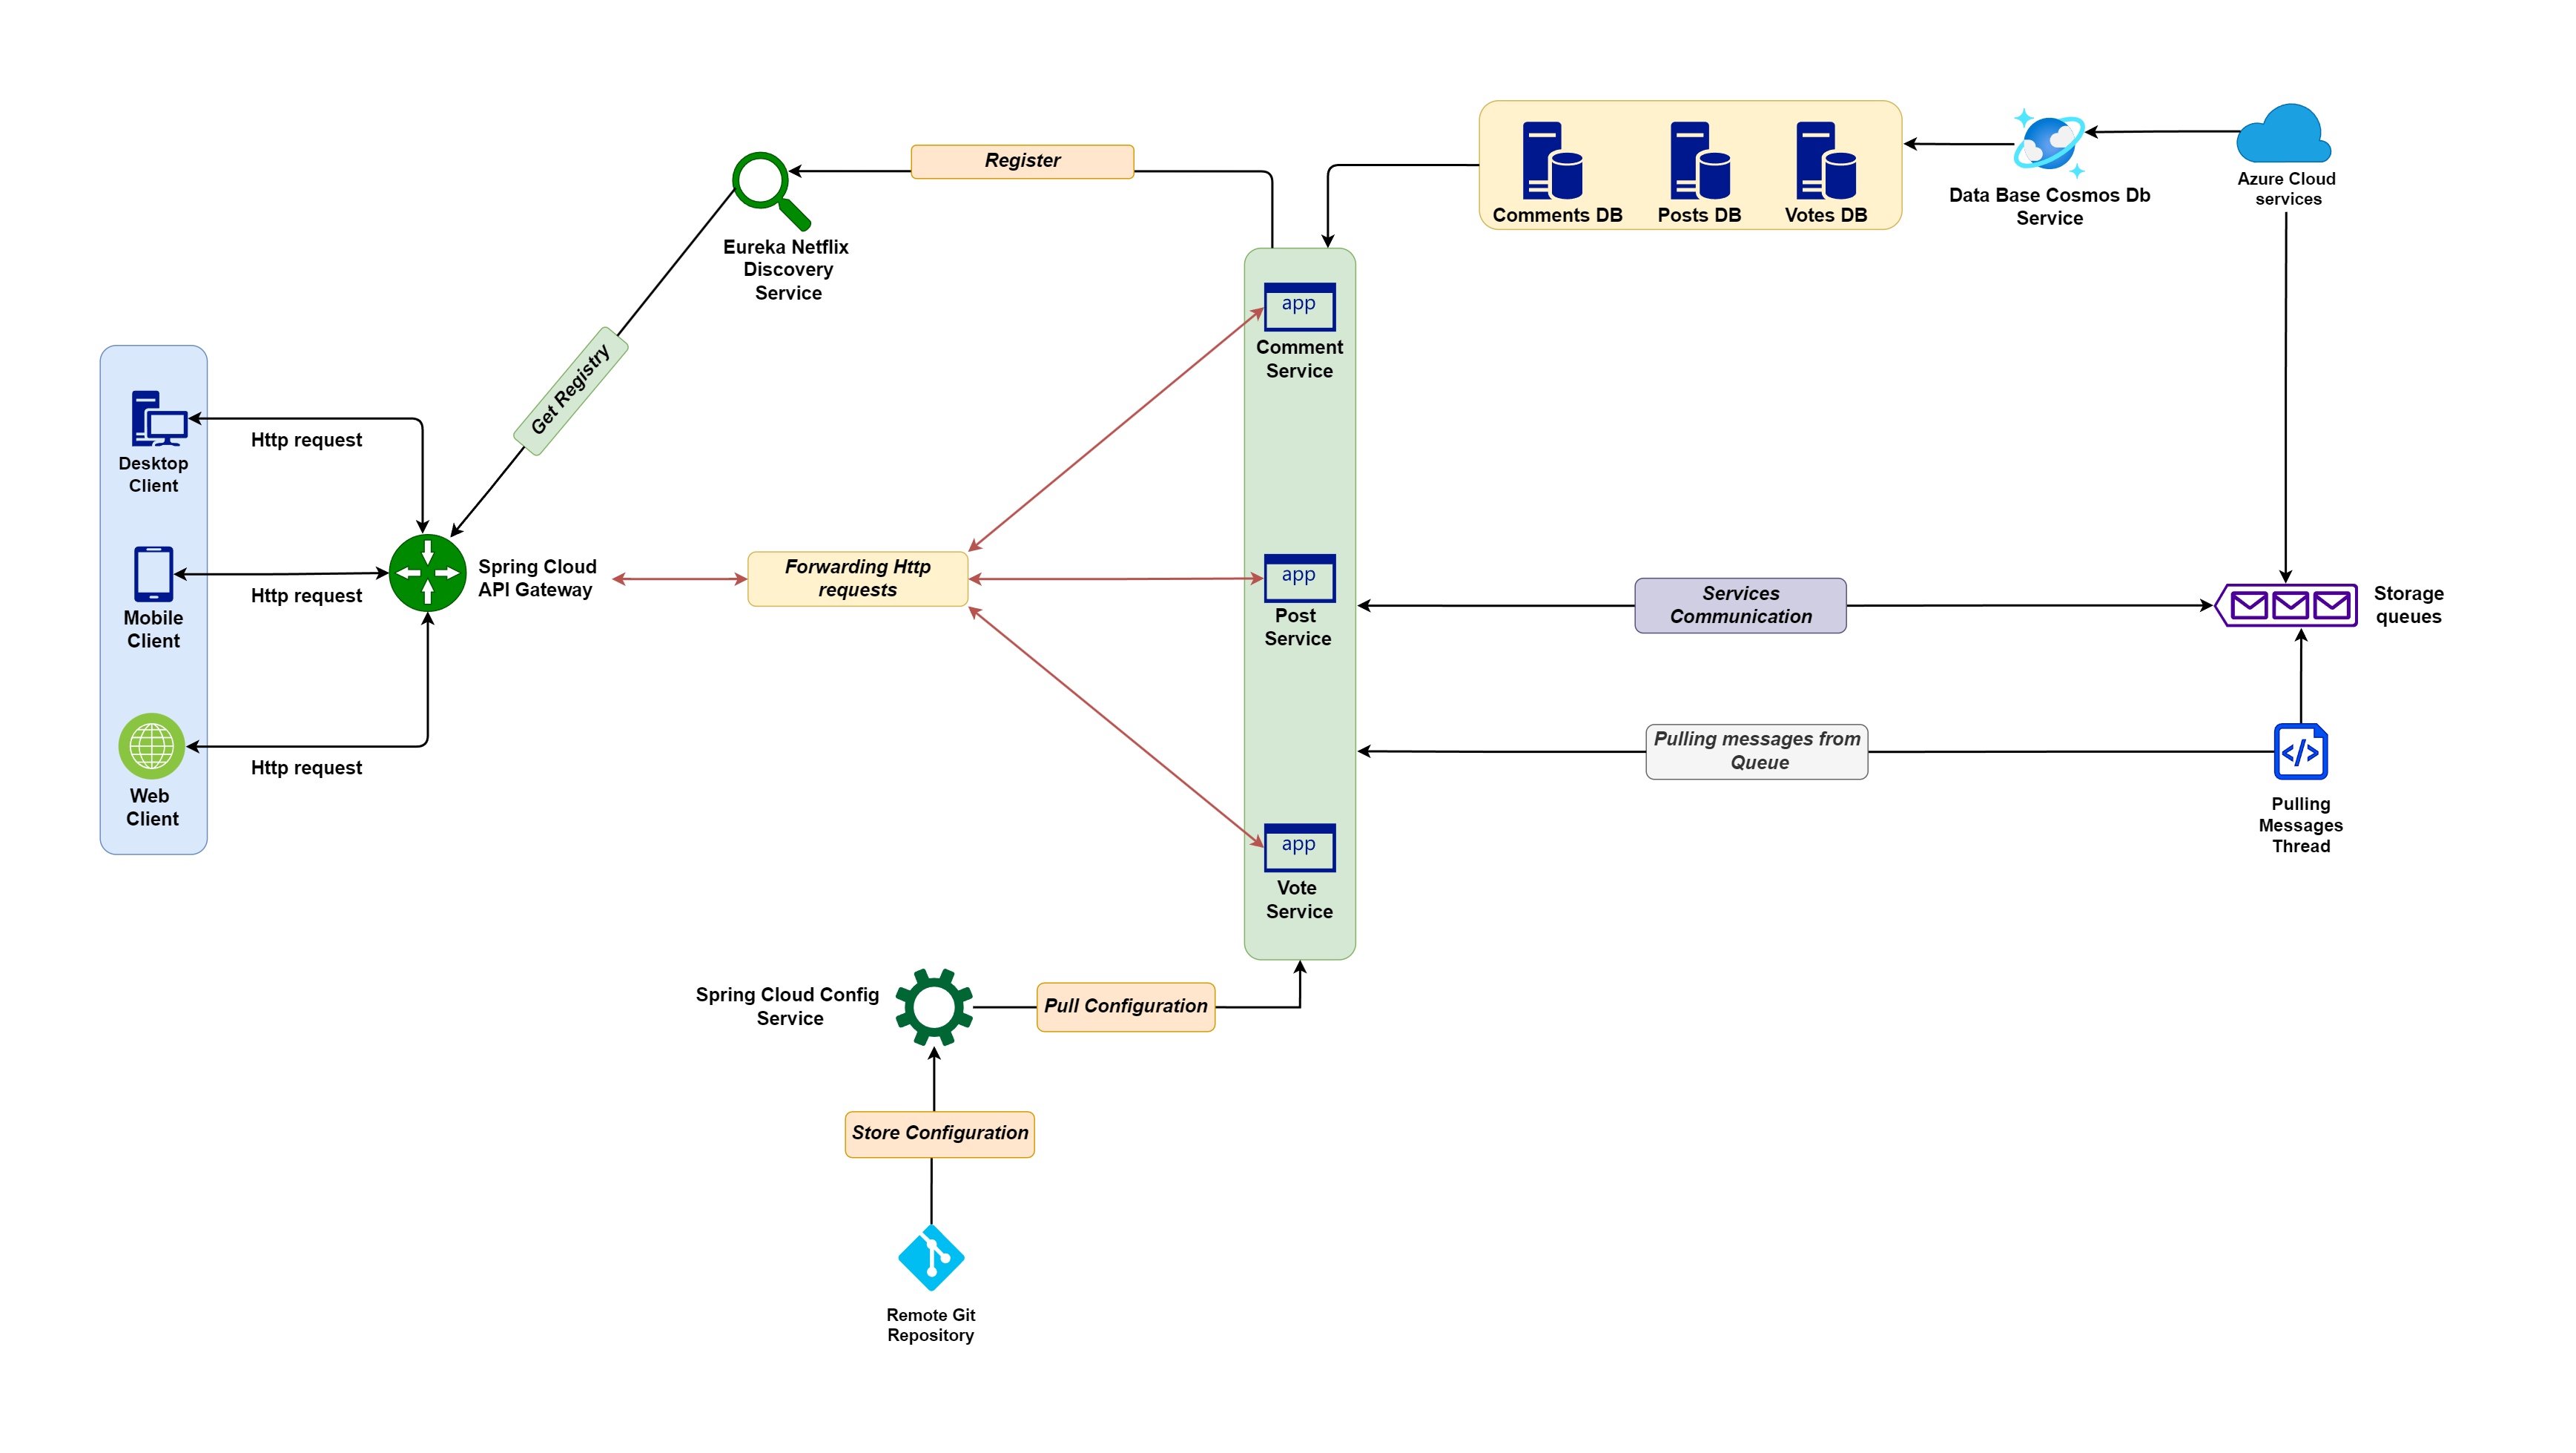 Register
Comments DB
Posts DB
Votes DB
Data Base Cosmos Db
Service
Azure Cloud
services
Eureka Netflix
Discovery
Service
Get Registry
app
Comment
Service
Desktop
Client
Http request
Mobile
Client
Http request
Spring Cloud
API Gateway
Forwarding Http
requests
app
Post
Service
Services
Communication
Storage
queues
Web
Client
Http request
Pulling messages from
Queue
Pulling
Messages
Thread
app
Vote
Service
Spring Cloud Config
Service
Pull Configuration
Store Configuration
Remote Git
Repository